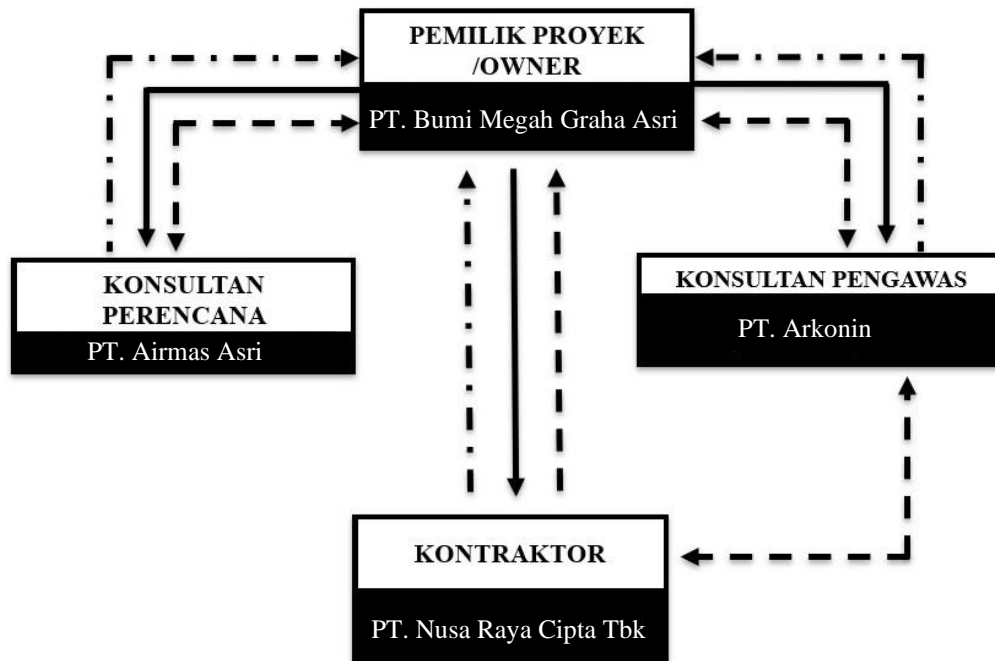 PEMILIK PROYEK
/OWNER
PT. Bumi Megah Graha Asri
KONSULTAN
PERENCANA
PT. Airmas Asri
KONSULTAN PENGAWAS
PT. Arkonin
KONTRAKTOR
PT. Nusa Raya Cipta Tbk